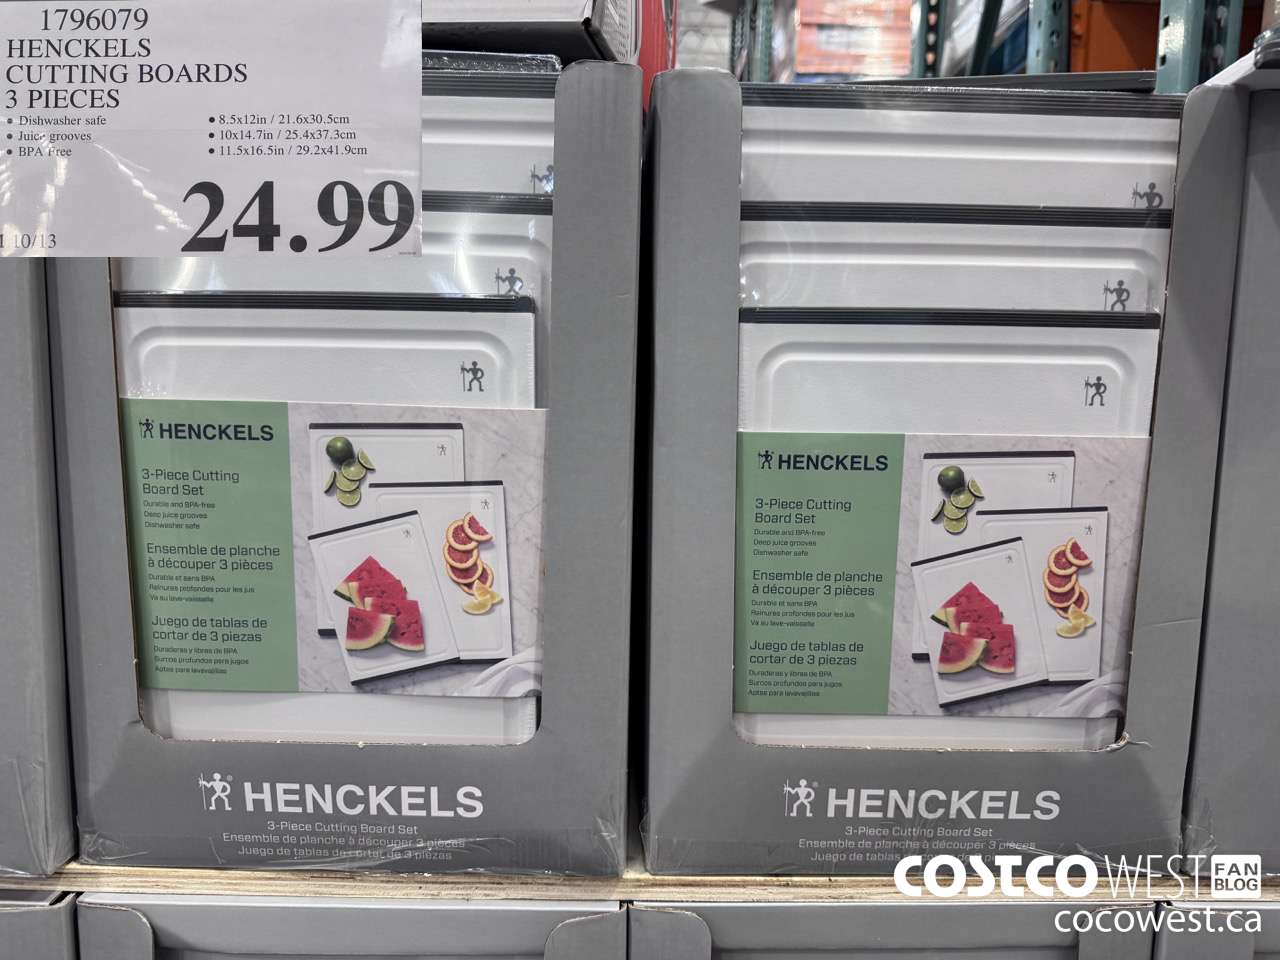 1796079
HENCKELS
CUTTING BOARDS
3 PIECES
• Dishwasher safe
• Juice grooves
• BPA Free
• 8.5x12in / 21.6x30.5cm
• 10x14.7in / 25.4x37.3cm
• 11.5x16.5in / 29.2x41.9cm
24.99
10/13
HENCKELS
3-Piece Cutting
Board Set
Durable and BPA-free
Deep juice grooves
Dishwasher safe
Ensemble de planche
à découper 3 pièces
Durable et sans BPA
Rainures profondes pour les jus
Va au lave-vaisselle
Juego de tablas de
cortar de 3 piezas
Duraderas y libres de BPA
Surcos profundos para jugos
Aptas para lavavajillas
HENCKELS
3-Piece Cutting Board Set
Ensemble de planche à découper 3 pièces
Juego de tablas de cortar de 3 piezas
HENCKELS
3-Piece Cutting
Board Set
Durable and BPA-free
Deep juice grooves
Dishwasher safe
Ensemble de planche
à découper 3 pièces
Durable et sans BPA
Rainures profondes pour les jus
Va au lave-vaisselle
Juego de tablas de
cortar de 3 piezas
Duraderas y libres de BPA
Surcos profundos para jugos
Aptas para lavavajillas
HENCKELS
3-Piece Cutting Board Set
Ensemble de planche à découper 3 pièces
Juego de tablas
COSTCO WEST FAN BLOG
cocowest.ca